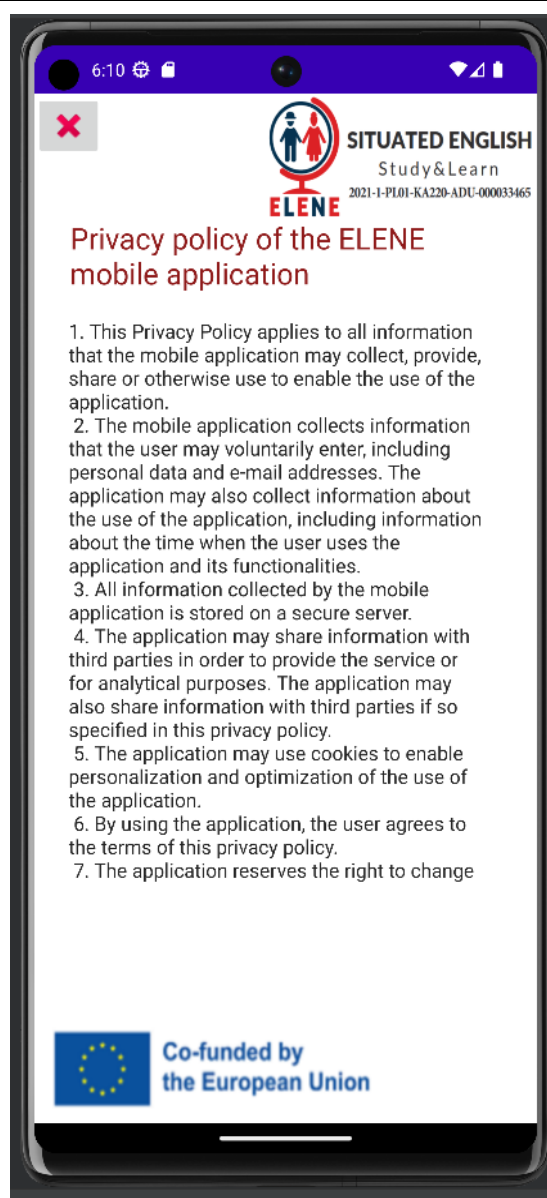 6:10
SITUATED ENGLISH
Study&Learn
2021-1-PL01-KA220-ADU-000033465
ELENE
Privacy policy of the ELENE
mobile application
1. This Privacy Policy applies to all information
that the mobile application may collect, provide,
share or otherwise use to enable the use of the
application.
2. The mobile application collects information
that the user may voluntarily enter, including
personal data and e-mail addresses. The
application may also collect information about
the use of the application, including information
about the time when the user uses the
application and its functionalities.
3. All information collected by the mobile
application is stored on a secure server.
4. The application may share information with
third parties in order to provide the service or
for analytical purposes. The application may
also share information with third parties if so
specified in this privacy policy.
5. The application may use cookies to enable
personalization and optimization of the use of
the application.
6. By using the application, the user agrees to
the terms of this privacy policy.
7. The application reserves the right to change
Co-funded by
the European Union